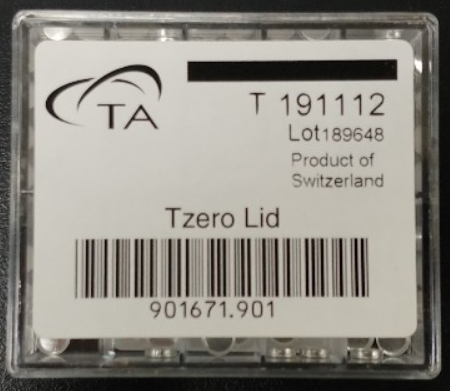 TA
T 191112
Lot189648
Product of
Switzerland
Tzero Lid
901671.901